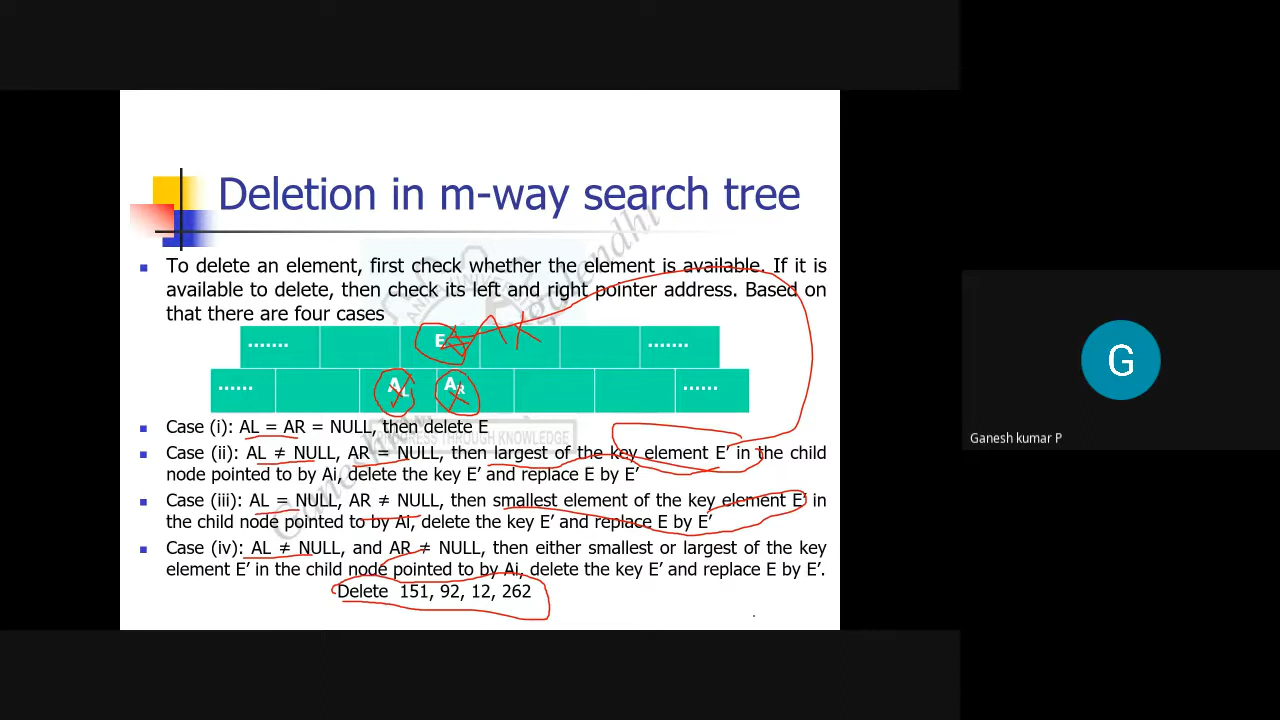 Deletion in m-way search tree
To delete an element, first check whether the element is available. If it is
available to delete, then check its left and right pointer address. Based on
that there are four cases
....... E .......
...... AL AR ......
Case (i): AL = AR = NULL, then delete E
PROGRESS THROUGH KNOWLEDGE
Case (ii): AL ≠ NULL, AR = NULL, then largest of the key element E’ in the child
node pointed to by Ai, delete the key E’ and replace E by E’
Case (iii): AL = NULL, AR ≠ NULL, then smallest element of the key element E’ in
the child node pointed to by Ai, delete the key E’ and replace E by E’
Case (iv): AL ≠ NULL, and AR ≠ NULL, then either smallest or largest of the key
element E’ in the child node pointed to by Ai, delete the key E’ and replace E by E’.
Delete 151, 92, 12, 262
G
Ganesh kumar P